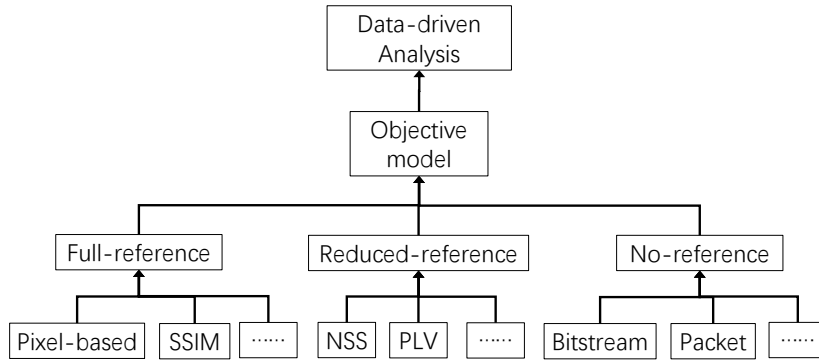 Data-driven
Analysis
Objective
model
Full-reference
Reduced-reference
No-reference
Pixel-based
SSIM
······
NSS
PLV
······
Bitstream
Packet
······